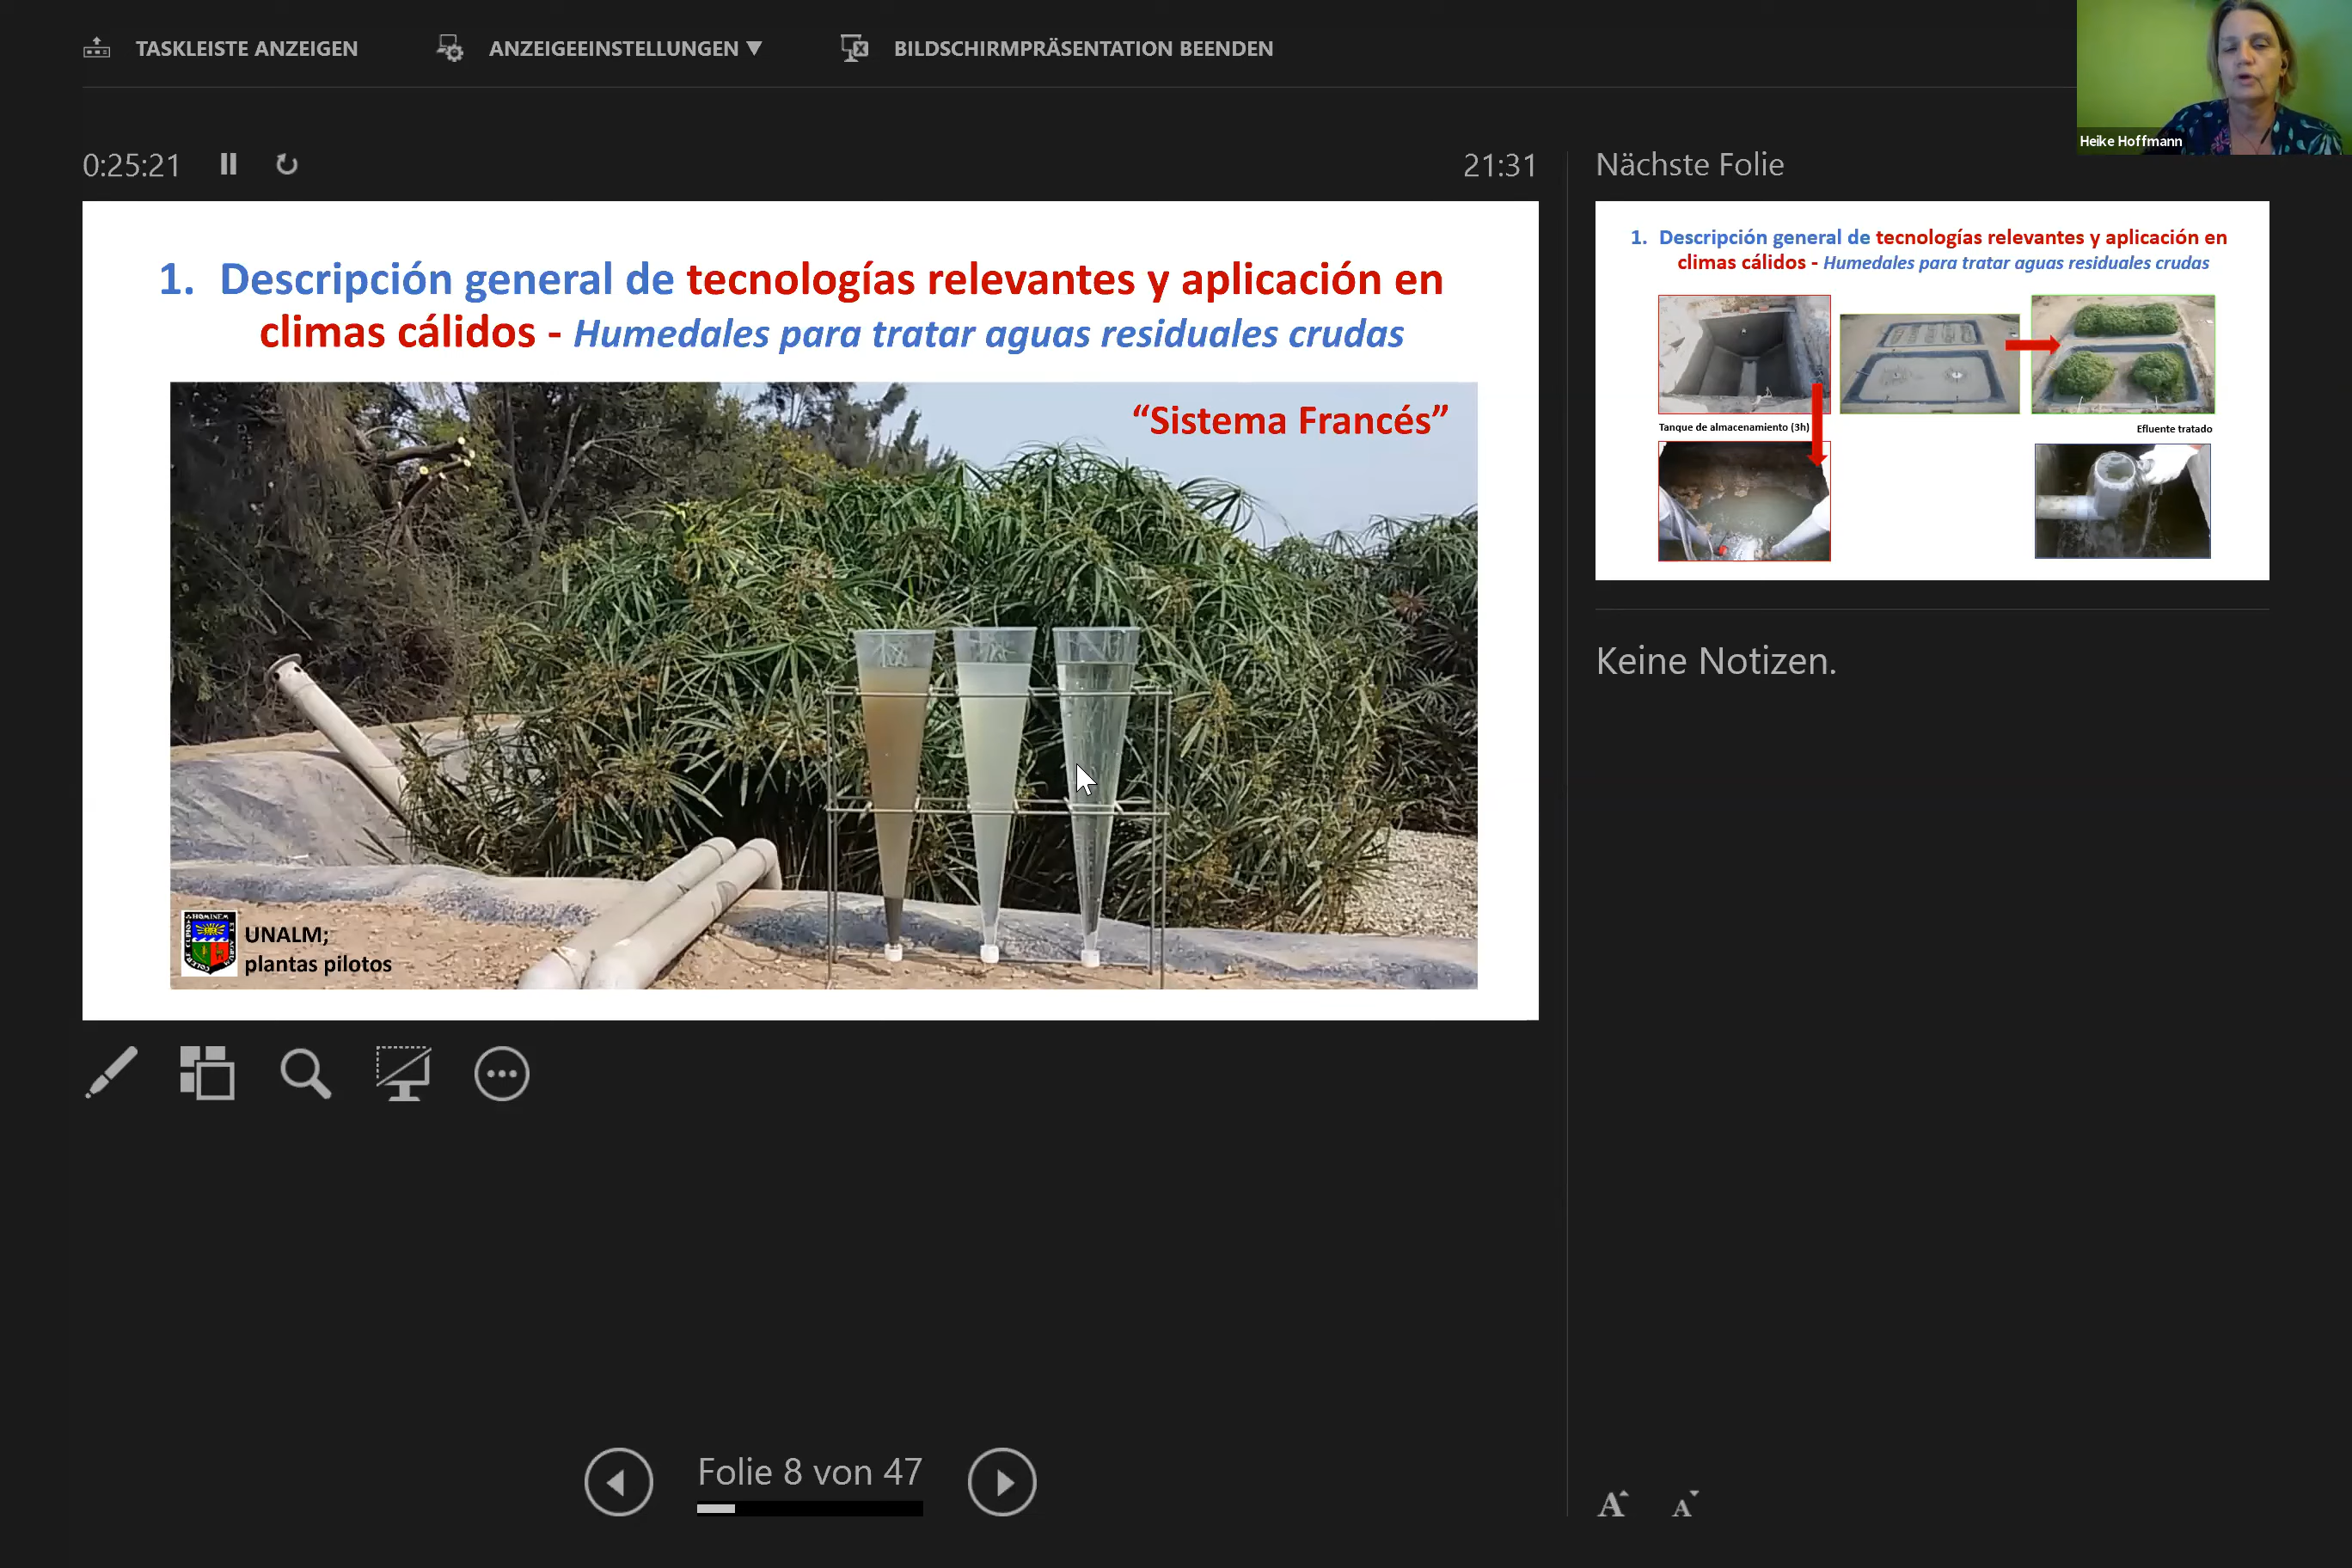 TASKLEISTE ANZEIGEN
ANZEIGEEINSTELLUNGEN ▼
BILDSCHIRMPRÄSENTATION BEENDEN
Heike Hoffmann
0:25:21
21:31
Nächste Folie
1. Descripción general de tecnologías relevantes y aplicación en
climas cálidos - Humedales para tratar aguas residuales crudas
“Sistema Francés”
UNALM;
plantas pilotos
1. Descripción general de tecnologías relevantes y aplicación en
climas cálidos - Humedales para tratar aguas residuales crudas
Tanque de almacenamiento (3h)
Efluente tratado
Keine Notizen.
Folie 8 von 47
A A